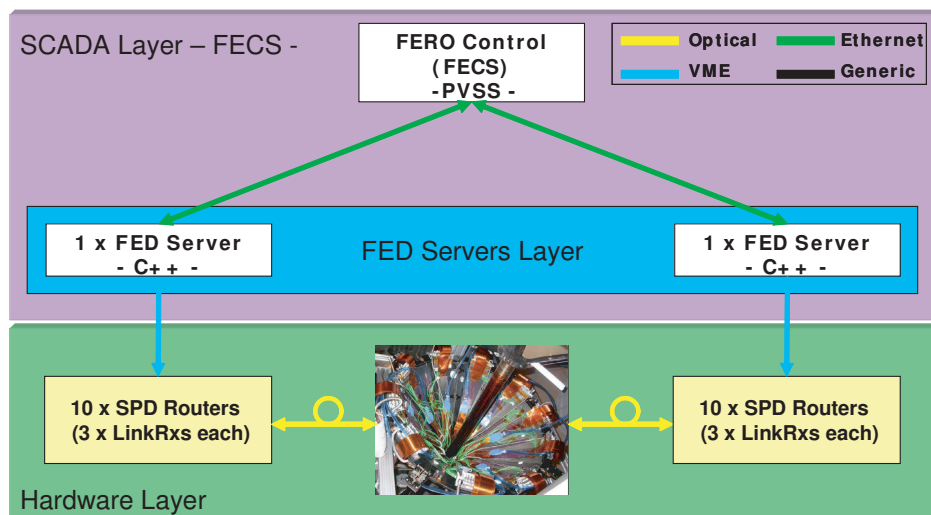 SCADA Layer – FECS -
FERO Control
(FECS)
- PVSS -
Optical
Ethernet
VME
Generic
1 x FED Server
- C++ -
FED Servers Layer
1 x FED Server
- C++ -
10 x SPD Routers
(3 x LinkRxs each)
10 x SPD Routers
(3 x LinkRxs each)
Hardware Layer